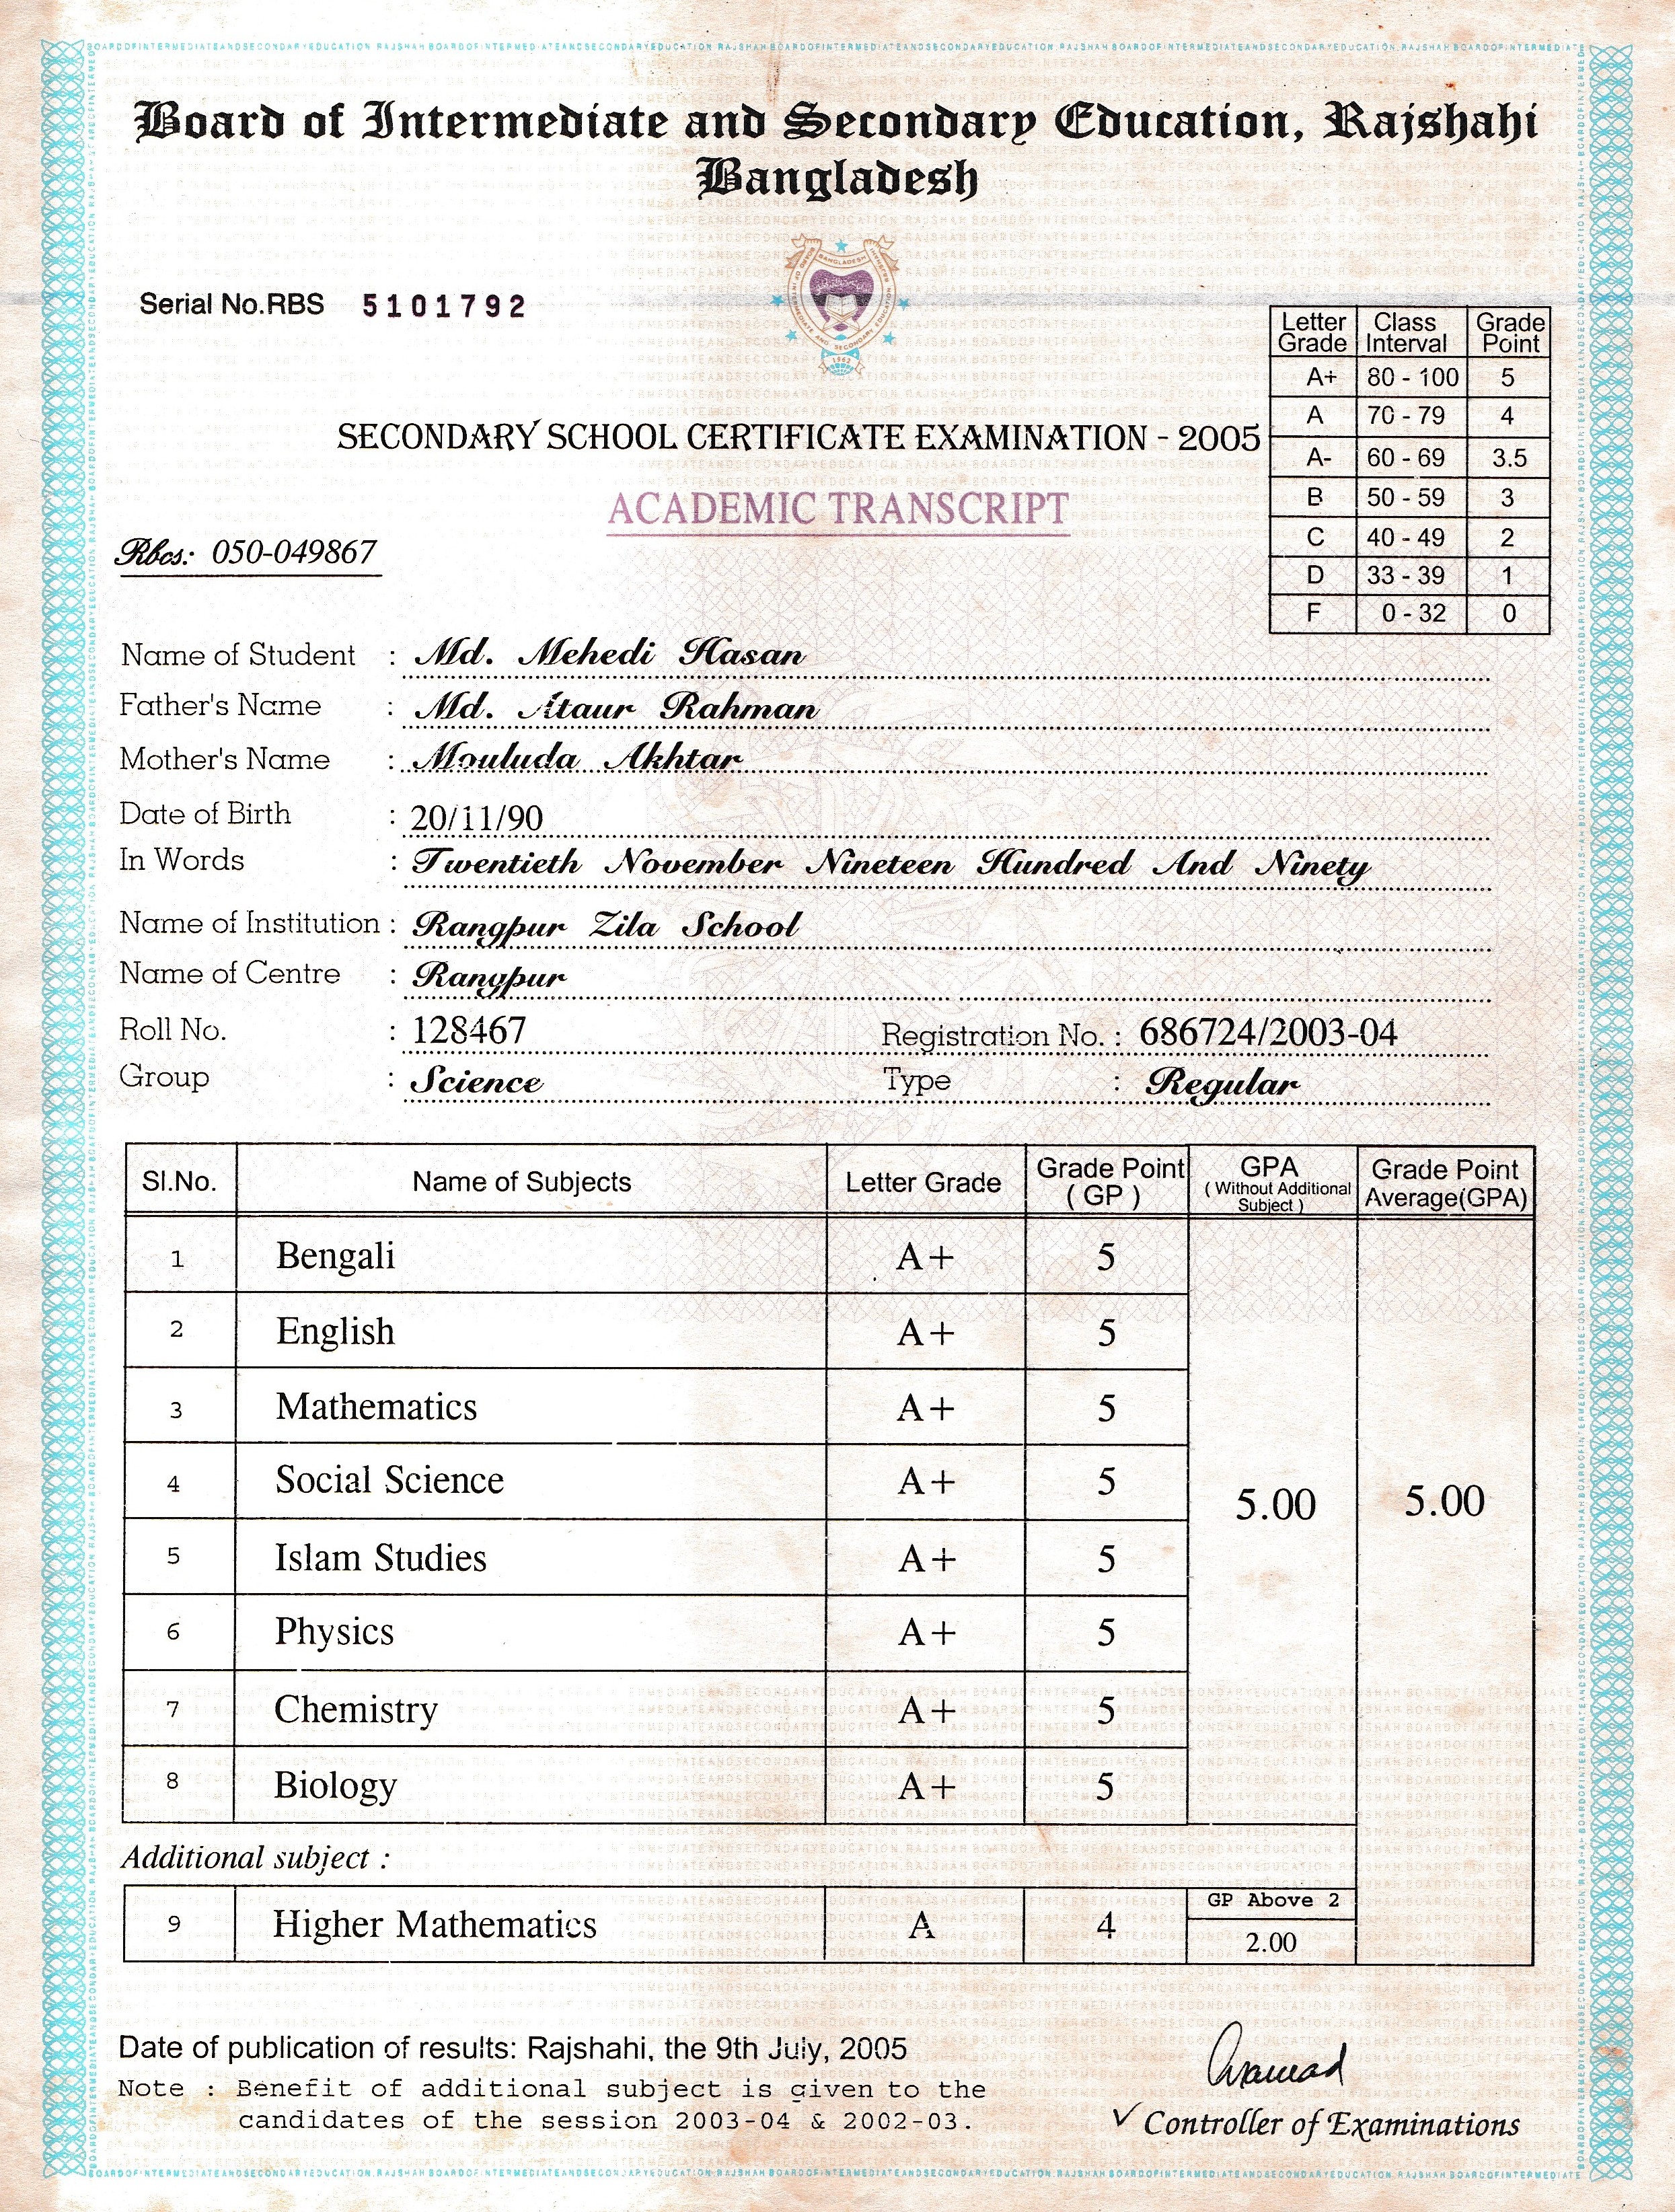 Board of Intermediate and Secondary Education, Rajshahi
Bangladesh
Serial No.RBS 5101792
Letter Grade Class Interval Grade Point
A+ 80 - 100 5
A 70 - 79 4
A- 60 - 69 3.5
B 50 - 59 3
C 40 - 49 2
D 33 - 39 1
F 0 - 32 0
SECONDARY SCHOOL CERTIFICATE EXAMINATION - 2005
ACADEMIC TRANSCRIPT
Rbcs: 050-049867
Name of Student : Md. Mehedi Hasan
Father's Name : Md. Ataur Rahman
Mother's Name : Mouluda Akhtar
Date of Birth : 20/11/90
In Words : Twentieth November Nineteen Hundred And Ninety
Name of Institution : Rangpur Zila School
Name of Centre : Rangpur
Roll No. : 128467 Registration No. : 686724/2003-04
Group : Science Type : Regular
Sl.No. Name of Subjects Letter Grade Grade Point ( GP ) GPA ( Without Additional Subject ) Grade Point Average(GPA)
1 Bengali A+ 5
2 English A+ 5
3 Mathematics A+ 5
4 Social Science A+ 5 5.00 5.00
5 Islam Studies A+ 5
6 Physics A+ 5
7 Chemistry A+ 5
8 Biology A+ 5
Additional subject :
9 Higher Mathematics A 4 GP Above 2 2.00
Date of publication of results: Rajshahi, the 9th July, 2005
Note : Benefit of additional subject is given to the
candidates of the session 2003-04 & 2002-03.
Controller of Examinations